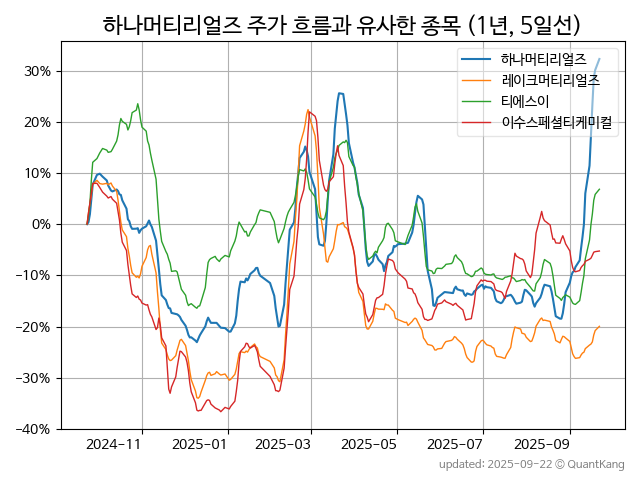 하나머티리얼즈 주가 흐름과 유사한 종목 (1년, 5일선)
하나머티리얼즈
레이크머티리얼즈
티에스이
이수스페셜티케미컬
30%
20%
10%
0%
−10%
−20%
−30%
−40%
2024-11
2025-01
2025-03
2025-05
2025-07
2025-09
updated: 2025-09-22 © QuantKang